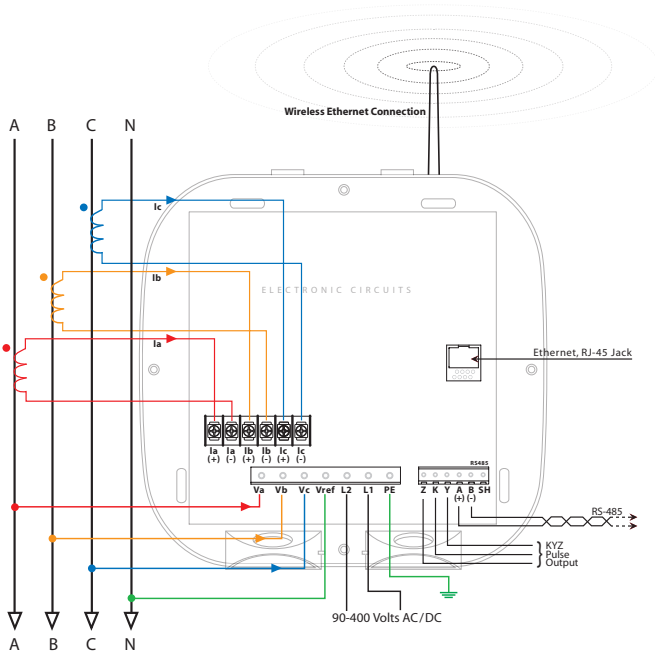 Wireless Ethernet Connection
A B C N
Ic
Ib
ELECTRONIC CIRCUITS
Ia
Ethernet, RJ-45 Jack
Ia Ia Ib Ib Ic Ic
(+) (-) (+) (-) (+) (-)
RS485
Va Vb Vc Vref L2 L1 PE
Z K Y A B SH
(+) (-)
RS-485
KYZ
Pulse
Output
90-400 Volts AC/DC
A B C N